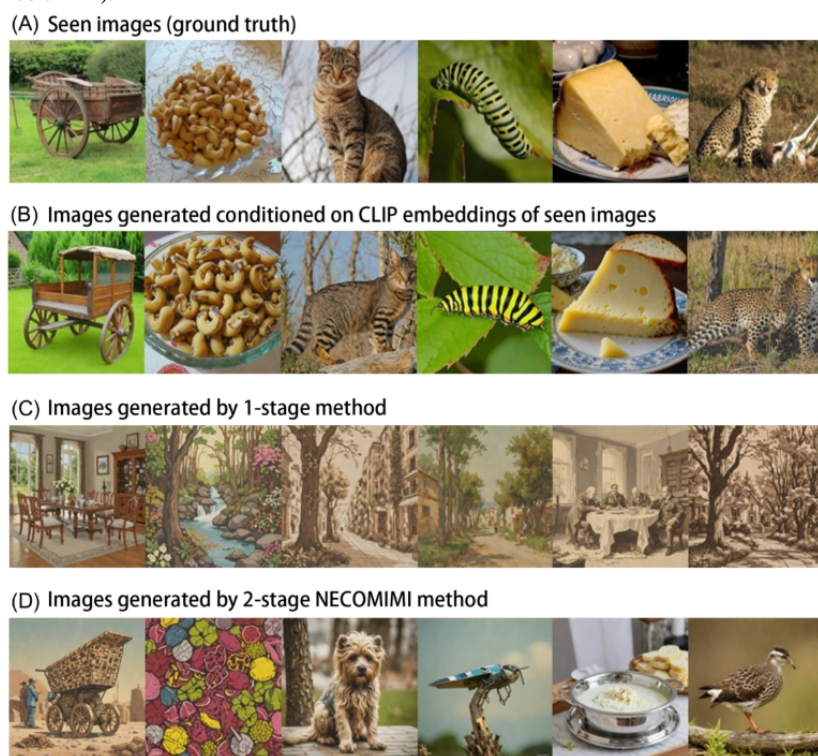 (A) Seen images (ground truth)
(B) Images generated conditioned on CLIP embeddings of seen images
(C) Images generated by 1-stage method
(D) Images generated by 2-stage NECOMIMI method